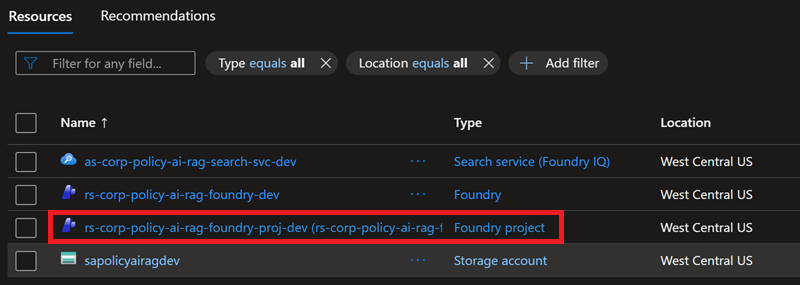 Resources Recommendations
Filter for any field... Type equals all Location equals all Add filter
Name ↑ Type Location
as-corp-policy-ai-rag-search-svc-dev ··· Search service (Foundry IQ) West Central US
rs-corp-policy-ai-rag-foundry-dev ··· Foundry West Central US
rs-corp-policy-ai-rag-foundry-proj-dev (rs-corp-policy-ai-rag-f Foundry project West Central US
sapolicyairagdev ··· Storage account West Central US